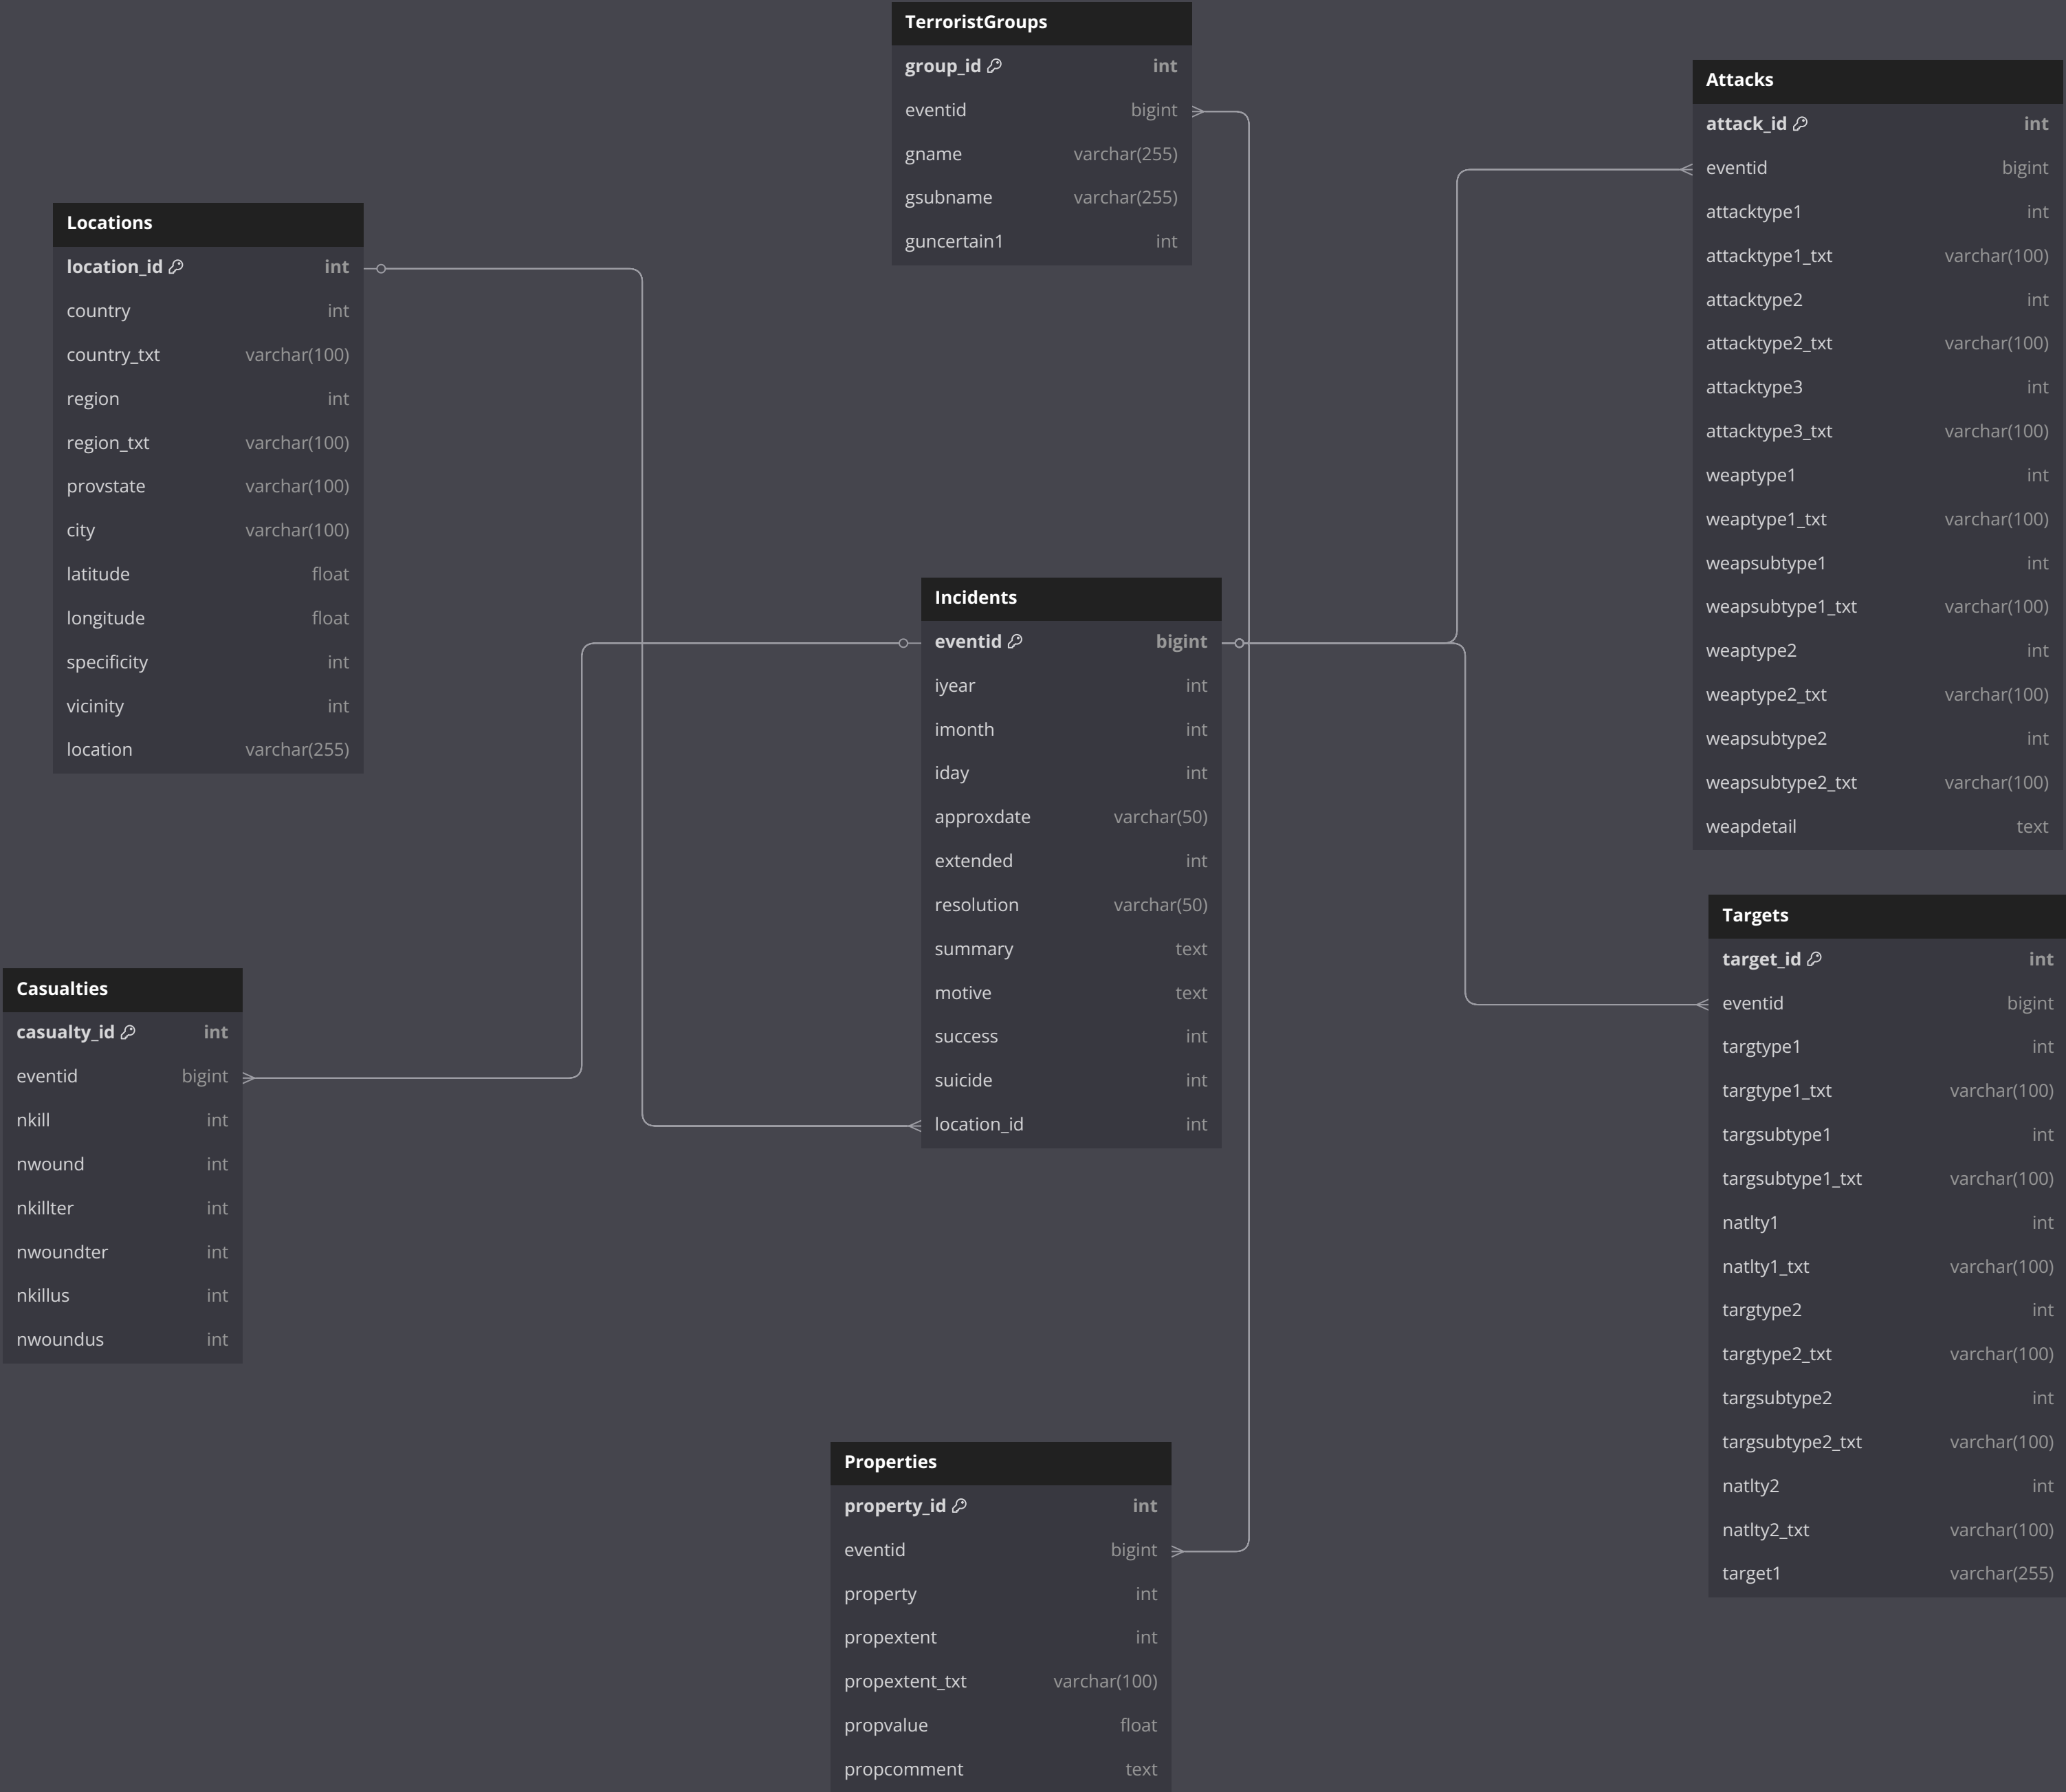 TerroristGroups
group_id int
eventid bigint
gname varchar(255)
gsubname varchar(255)
guncertain1 int
Attacks
attack_id int
eventid bigint
attacktype1 int
attacktype1_txt varchar(100)
attacktype2 int
attacktype2_txt varchar(100)
attacktype3 int
attacktype3_txt varchar(100)
weaptype1 int
weaptype1_txt varchar(100)
weapsubtype1 int
weapsubtype1_txt varchar(100)
weaptype2 int
weaptype2_txt varchar(100)
weapsubtype2 int
weapsubtype2_txt varchar(100)
weapdetail text
Locations
location_id int
country int
country_txt varchar(100)
region int
region_txt varchar(100)
provstate varchar(100)
city varchar(100)
latitude float
longitude float
specificity int
vicinity int
location varchar(255)
Incidents
eventid bigint
iyear int
imonth int
iday int
approxdate varchar(50)
extended int
resolution varchar(50)
summary text
motive text
success int
suicide int
location_id int
Targets
target_id int
eventid bigint
targtype1 int
targtype1_txt varchar(100)
targsubtype1 int
targsubtype1_txt varchar(100)
natlty1 int
natlty1_txt varchar(100)
targtype2 int
targtype2_txt varchar(100)
targsubtype2 int
targsubtype2_txt varchar(100)
natlty2 int
natlty2_txt varchar(100)
target1 varchar(255)
Casualties
casualty_id int
eventid bigint
nkill int
nwound int
nkillter int
nwoundter int
nkillus int
nwoundus int
Properties
property_id int
eventid bigint
property int
propextent int
propextent_txt varchar(100)
propvalue float
propcomment text